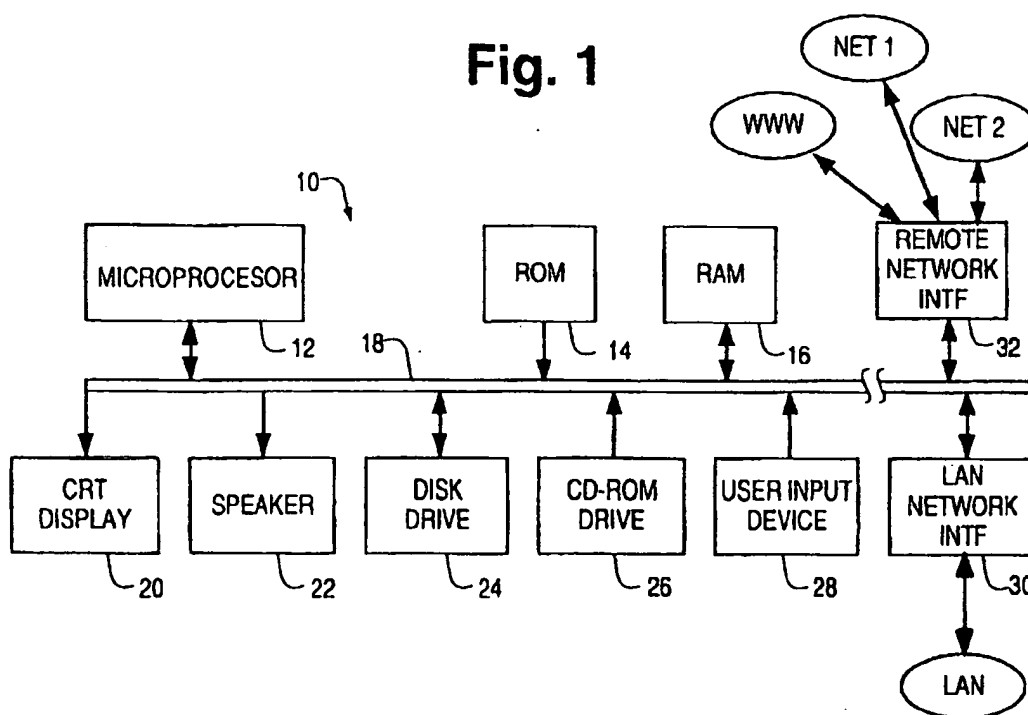 Fig. 1
NET 1
WWW
NET 2
10
MICROPROCESOR
ROM
RAM
REMOTE
NETWORK
INTF
12
18
14
16
32
CRT
DISPLAY
SPEAKER
DISK
DRIVE
CD-ROM
DRIVE
USER INPUT
DEVICE
LAN
NETWORK
INTF
20
22
24
26
28
30
LAN